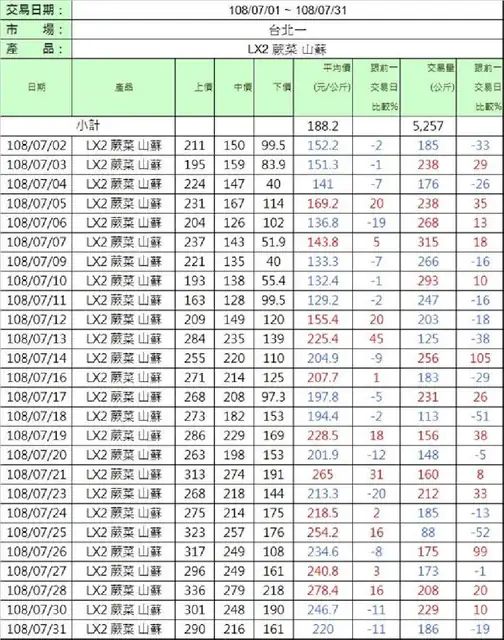 交易日期： 108/07/01 ~ 108/07/31
市 場： 台北一
產 品： LX2 蕨菜 山蘇
日期 產品 上價 中價 下價 平均價 (元/公斤) 跟前一交易日比較% 交易量 (公斤) 跟前一交易日比較%
小計 188.2 5,257
108/07/02 LX2 蕨菜 山蘇 211 150 99.5 152.2 -2 185 -33
108/07/03 LX2 蕨菜 山蘇 195 159 83.9 151.3 -1 238 29
108/07/04 LX2 蕨菜 山蘇 224 147 40 141 -7 176 -26
108/07/05 LX2 蕨菜 山蘇 231 167 114 169.2 20 238 35
108/07/06 LX2 蕨菜 山蘇 204 126 102 136.8 -19 268 13
108/07/07 LX2 蕨菜 山蘇 237 143 51.9 143.8 5 315 18
108/07/09 LX2 蕨菜 山蘇 221 135 40 133.3 -7 266 -16
108/07/10 LX2 蕨菜 山蘇 193 138 55.4 132.4 -1 293 10
108/07/11 LX2 蕨菜 山蘇 163 128 99.5 129.2 -2 247 -16
108/07/12 LX2 蕨菜 山蘇 209 149 120 155.4 20 203 -18
108/07/13 LX2 蕨菜 山蘇 284 235 139 225.4 45 125 -38
108/07/14 LX2 蕨菜 山蘇 255 220 110 204.9 -9 256 105
108/07/16 LX2 蕨菜 山蘇 271 214 125 207.7 1 183 -29
108/07/17 LX2 蕨菜 山蘇 268 208 97.3 197.8 -5 231 26
108/07/18 LX2 蕨菜 山蘇 273 182 153 194.4 -2 113 -51
108/07/19 LX2 蕨菜 山蘇 286 229 169 228.5 18 156 38
108/07/20 LX2 蕨菜 山蘇 263 198 153 201.9 -12 148 -5
108/07/21 LX2 蕨菜 山蘇 313 274 191 265 31 160 8
108/07/23 LX2 蕨菜 山蘇 268 218 144 213.3 -20 212 33
108/07/24 LX2 蕨菜 山蘇 275 214 175 218.5 2 185 -13
108/07/25 LX2 蕨菜 山蘇 323 257 176 254.2 16 88 -52
108/07/26 LX2 蕨菜 山蘇 317 249 108 234.6 -8 175 99
108/07/27 LX2 蕨菜 山蘇 296 249 161 240.8 3 173 -1
108/07/28 LX2 蕨菜 山蘇 336 279 218 278.4 16 208 20
108/07/30 LX2 蕨菜 山蘇 301 248 190 246.7 -11 229 10
108/07/31 LX2 蕨菜 山蘇 290 216 161 220 -11 186 -19